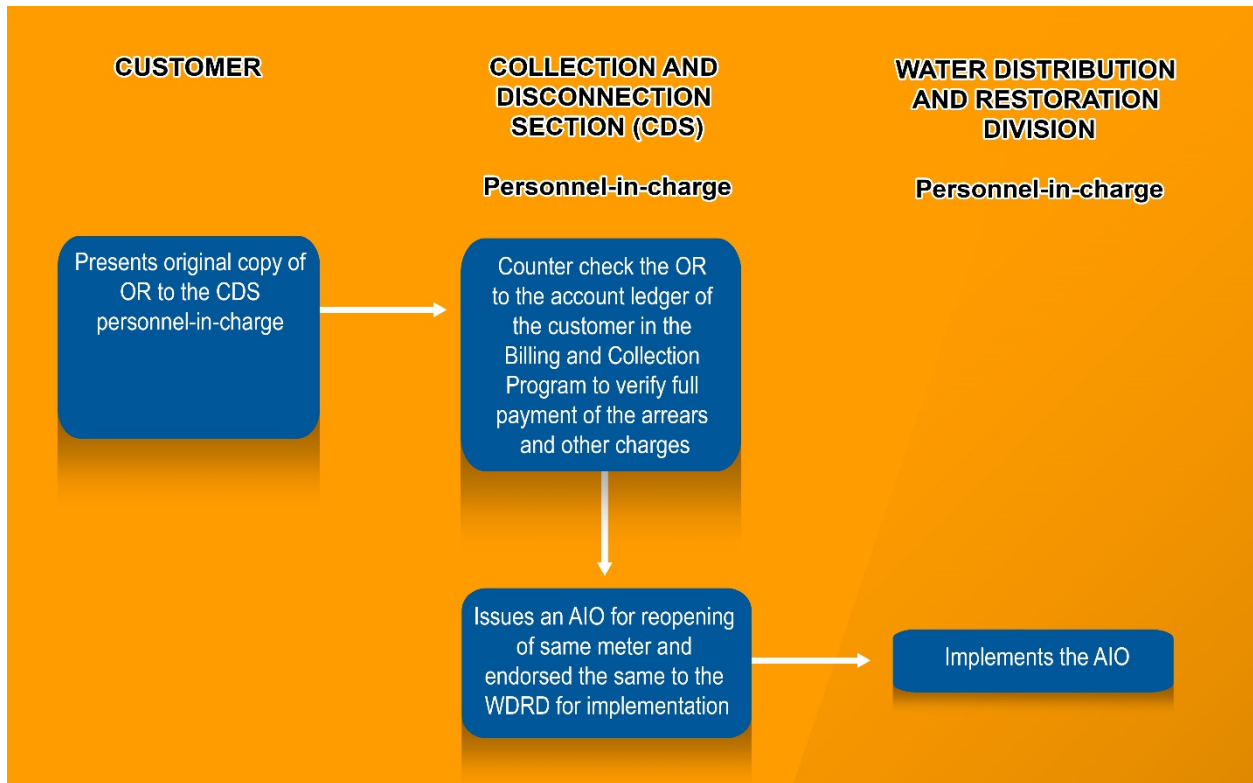 CUSTOMER
COLLECTION AND
DISCONNECTION
SECTION (CDS)
Personnel-in-charge
WATER DISTRIBUTION
AND RESTORATION
DIVISION
Personnel-in-charge
Presents original copy of
OR to the CDS
personnel-in-charge
Counter check the OR
to the account ledger of
the customer in the
Billing and Collection
Program to verify full
payment of the arrears
and other charges
Issues an AIO for reopening
of same meter and
endorsed the same to the
WDRD for implementation
Implements the AIO